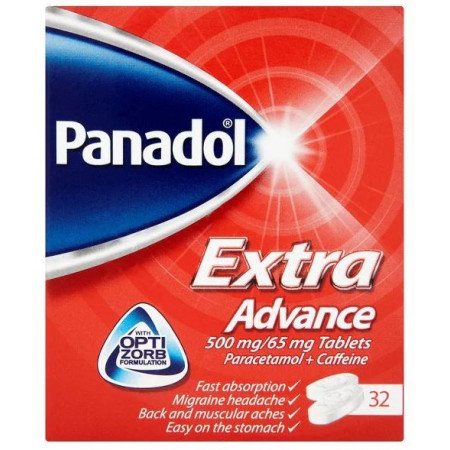 Panadol®
Extra
Advance
500 mg/65 mg Tablets
Paracetamol + Caffeine
WITH
OPTI
ZORB
FORMULATION
Fast absorption ✓
Migraine headache ✓
Back and muscular aches ✓
Easy on the stomach ✓
32